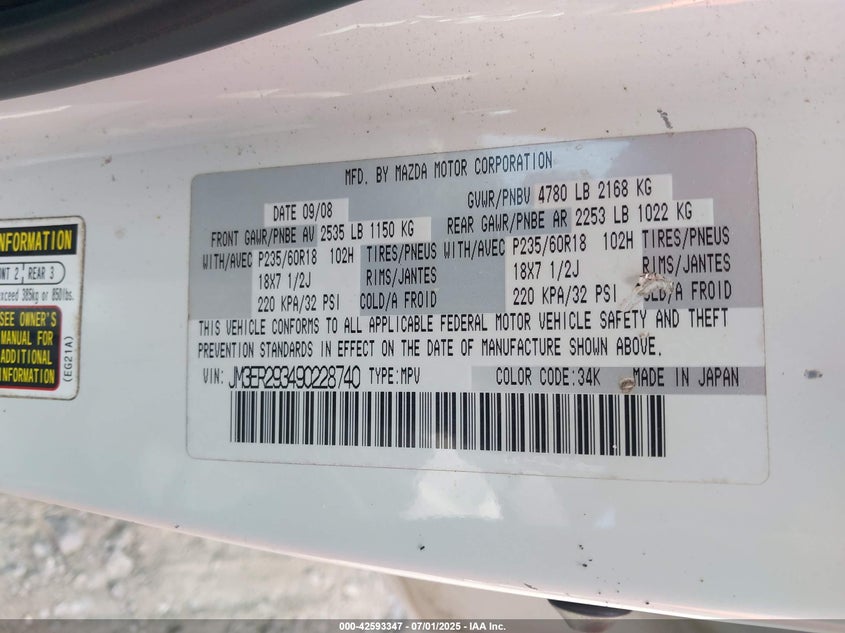 MFD. BY MAZDA MOTOR CORPORATION
DATE 09/08 GVWR/PNBV 4780 LB 2168 KG
FRONT GAWR/PNBE AV 2535 LB 1150 KG REAR GAWR/PNBE AR 2253 LB 1022 KG
WITH/AVEC P235/60R18 102H TIRES/PNEUS WITH/AVEC P235/60R18 102H TIRES/PNEUS
18X7 1/2J RIMS/JANTES 18X7 1/2J RIMS/JANTES
220 KPA/32 PSI COLD/A FROID 220 KPA/32 PSI COLD/A FROID
THIS VEHICLE CONFORMS TO ALL APPLICABLE FEDERAL MOTOR VEHICLE SAFETY AND THEFT
PREVENTION STANDARDS IN EFFECT ON THE DATE OF MANUFACTURE SHOWN ABOVE.
VIN: JM3ER293490228740 TYPE:MPV COLOR CODE:34K MADE IN JAPAN
NFORMATION
ONT 2 REAR 3
exceed 385kg or 850lbs.
SEE OWNER'S
MANUAL FOR
ADDITIONAL
INFORMATION
(EG21A)
000-42593347 - 07/01/2025 - IAA Inc.